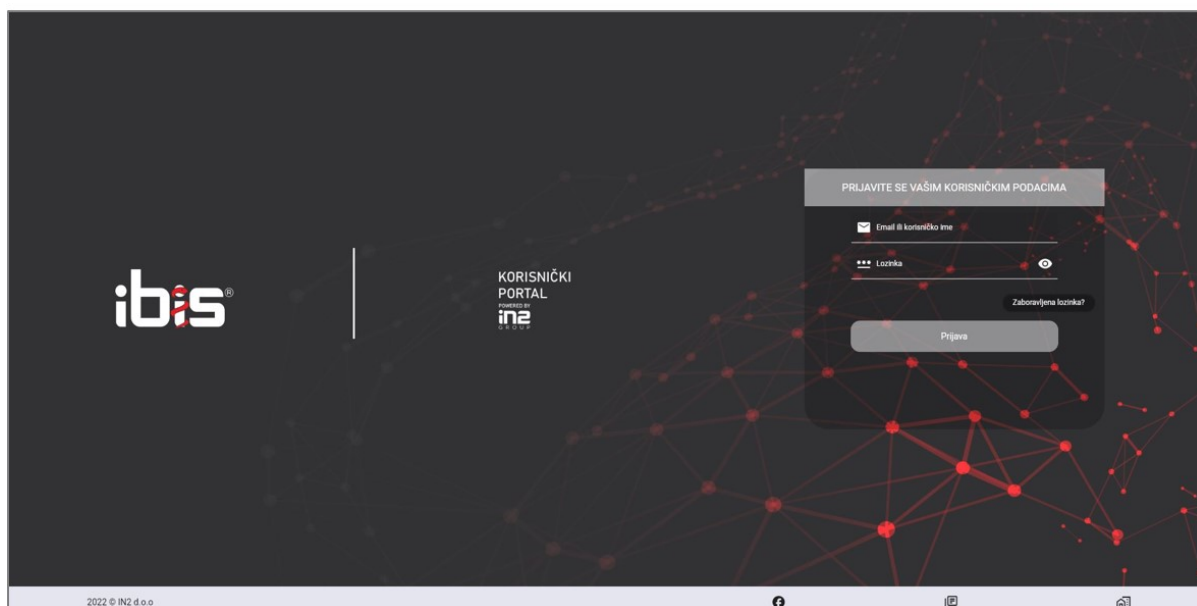 PRIJAVITE SE VAŠIM KORISNIČKIM PODACIMA
Email ili korisničko ime
Lozinka
Zaboravljena lozinka?
Prijava
ibis®
KORISNIČKI
PORTAL
POWERED BY
in2
GROUP
2022 © IN2 d.o.o